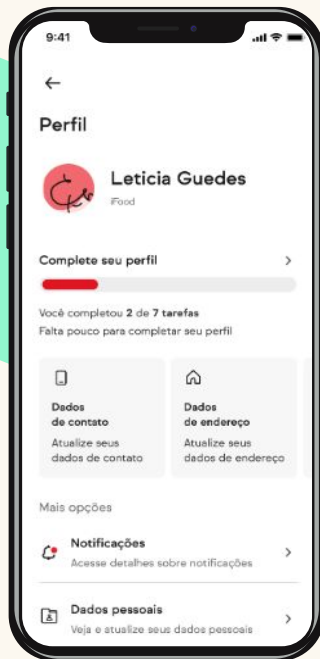 9:41
Perfil
Leticia Guedes
iFood
Complete seu perfil
Você completou 2 de 7 tarefas
Falta pouco para completar seu perfil
Dados
de contato
Atualize seus
dados de contato
Dados
de endereço
Atualize seus
dados de endereço
Mais opções
Notificações
Acesse detalhes sobre notificações
Dados pessoais
Veja e atualize seus dados pessoais